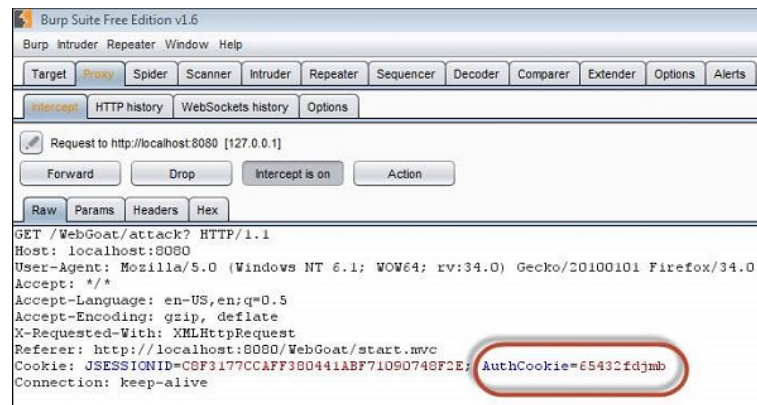 Burp Suite Free Edition v1.6
Burp Intruder Repeater Window Help
Target Proxy Spider Scanner Intruder Repeater Sequencer Decoder Comparer Extender Options Alerts
Intercept HTTP history WebSockets history Options
Request to http://localhost:8080 [127.0.0.1]
Forward Drop Intercept is on Action
Raw Params Headers Hex
GET /WebGoat/attack? HTTP/1.1
Host: localhost:8080
User-Agent: Mozilla/5.0 (Windows NT 6.1; WOW64; rv:34.0) Gecko/20100101 Firefox/34.0
Accept: */*
Accept-Language: en-US,en;q=0.5
Accept-Encoding: gzip, deflate
X-Requested-With: XMLHttpRequest
Referer: http://localhost:8080/WebGoat/start.mvc
Cookie: JSESSIONID=C8F3177CCAFF380441ABF71090748F2E; AuthCookie=65432fdjmb
Connection: keep-alive